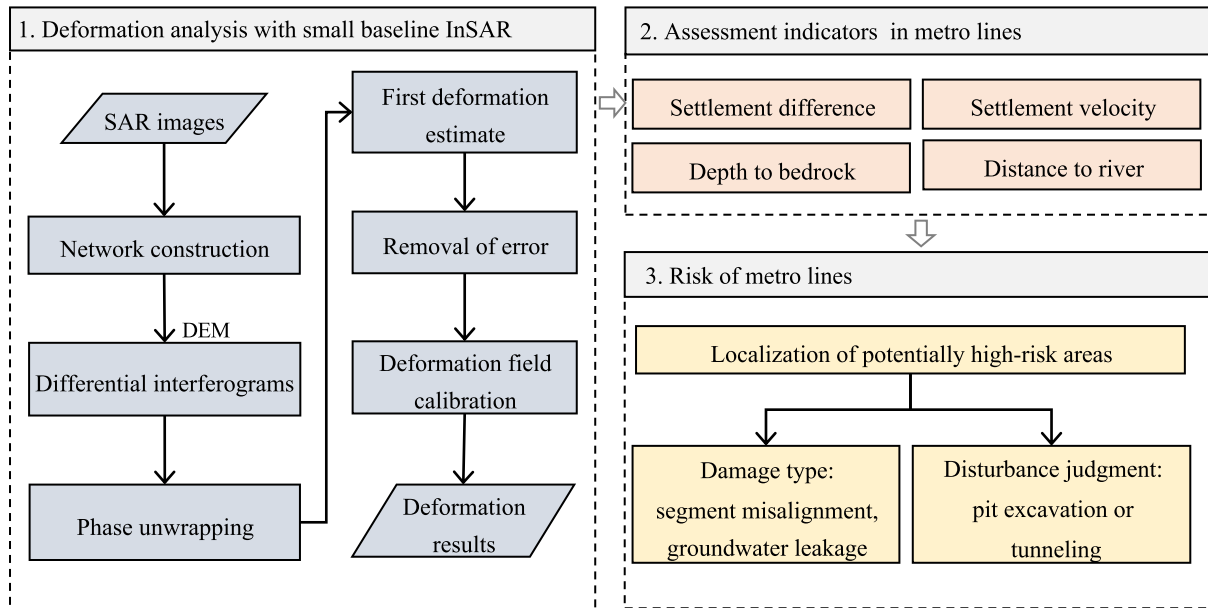 1. Deformation analysis with small baseline InSAR
SAR images
Network construction
DEM
Differential interferograms
Phase unwrapping
First deformation
estimate
Removal of error
Deformation field
calibration
Deformation
results
2. Assessment indicators in metro lines
Settlement difference
Settlement velocity
Depth to bedrock
Distance to river
3. Risk of metro lines
Localization of potentially high-risk areas
Damage type:
segment misalignment,
groundwater leakage
Disturbance judgment:
pit excavation or
tunneling